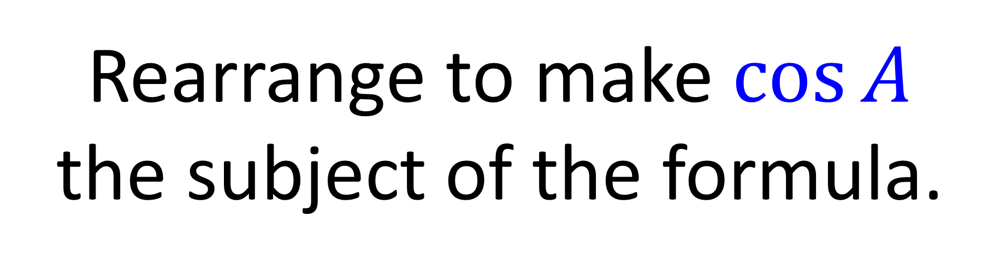 Rearrange to make cos A
the subject of the formula.